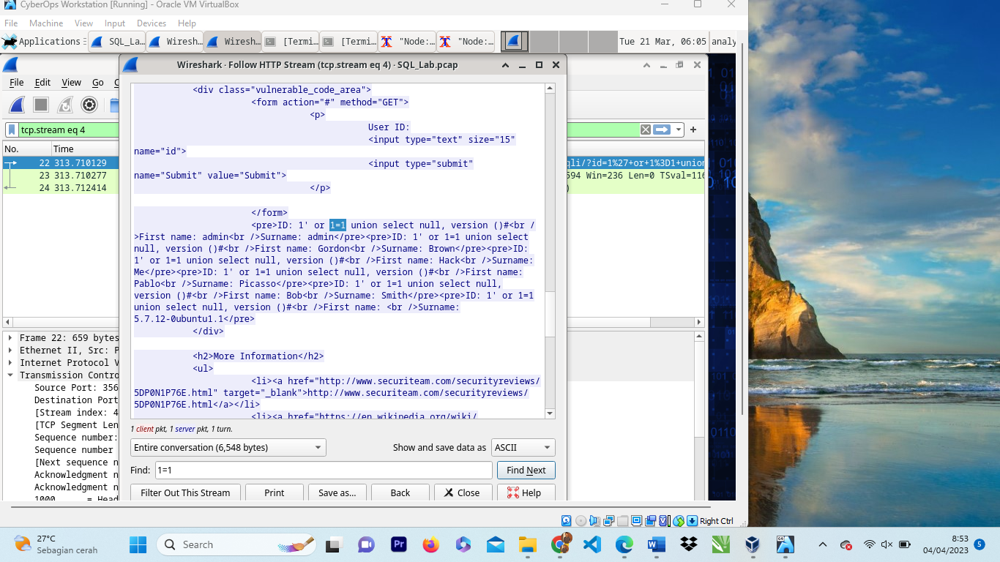 CyberOps Workstation [Running] - Oracle VM VirtualBox
File Machine View Input Devices Help
Applications SQL_La... Wiresh... Wiresh... [Termi... [Termi... "Node:... "Node:... Tue 21 Mar, 06:05 analy
Wireshark · Follow HTTP Stream (tcp.stream eq 4) · SQL_Lab.pcap
File Edit View Go
tcp.stream eq 4
No. Time
22 313.710129 qli/?id=1%27+or+1%3D1+union
23 313.710277 594 Win=236 Len=0 TSval=116
24 313.712414 )
<div class="vulnerable_code_area">
<form action="#" method="GET">
<p>
User ID:
<input type="text" size="15"
name="id">
<input type="submit"
name="Submit" value="Submit">
</p>
</form>
<pre>ID: 1' or 1=1 union select null, version ()#<br /
>First name: admin<br />Surname: admin</pre><pre>ID: 1' or 1=1 union select
null, version ()#<br />First name: Gordon<br />Surname: Brown</pre><pre>ID:
1' or 1=1 union select null, version ()#<br />First name: Hack<br />Surname:
Me</pre><pre>ID: 1' or 1=1 union select null, version ()#<br />First name:
Pablo<br />Surname: Picasso</pre><pre>ID: 1' or 1=1 union select null,
version ()#<br />First name: Bob<br />Surname: Smith</pre><pre>ID: 1' or 1=1
union select null, version ()#<br />First name: <br />Surname:
5.7.12-0ubuntu1.1</pre>
</div>
<h2>More Information</h2>
<ul>
<li><a href="http://www.securiteam.com/securityreviews/
5DP0N1P76E.html" target="_blank">http://www.securiteam.com/securityreviews/
5DP0N1P76E.html</a></li>
<li><a href="https://en.wikipedia.org/wiki/
Frame 22: 659 bytes
Ethernet II, Src: P
Internet Protocol V
Transmission Contro
Source Port: 356
Destination Port
[Stream index: 4
[TCP Segment Len
Sequence number:
Sequence number
[Next sequence n
Acknowledgment n
Acknowledgment n
1000 .... = Head
1 client pkt, 1 server pkt, 1 turn.
Entire conversation (6,548 bytes) Show and save data as ASCII
Find: 1=1 Find Next
Filter Out This Stream Print Save as... Back Close Help
Right Ctrl
27°C
Sebagian cerah
Search
Pr
W
8:53
04/04/2023
5